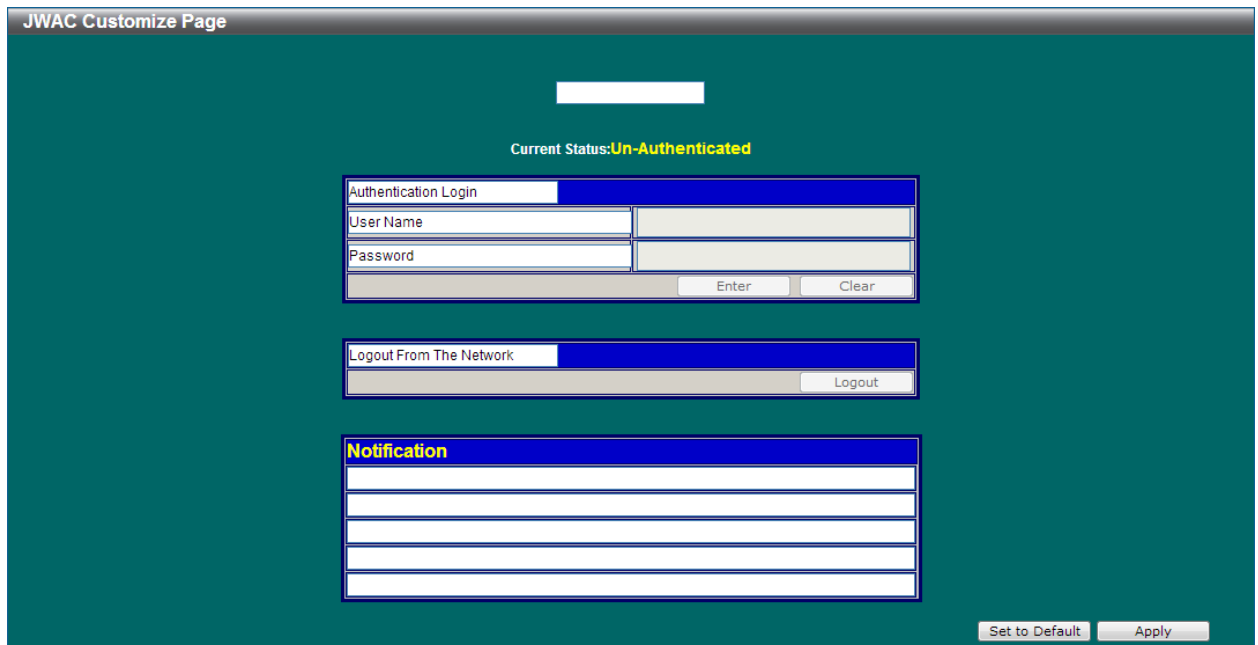 JWAC Customize Page
Current Status:Un-Authenticated
Authentication Login
User Name
Password
Enter Clear
Logout From The Network
Logout
Notification
Set to Default Apply